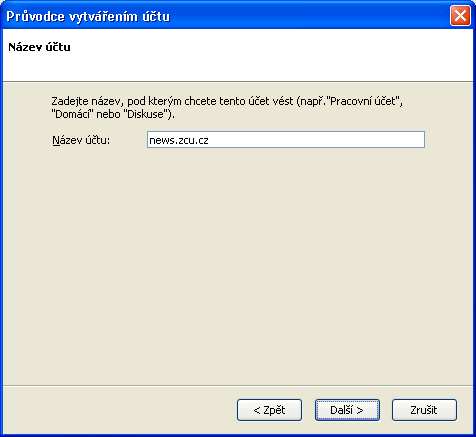 Průvodce vytvářením účtu
Název účtu
Zadejte název, pod kterým chcete tento účet vést (např."Pracovní účet",
"Domácí" nebo "Diskuse").
Název účtu: news.zcu.cz
< Zpět Další > Zrušit